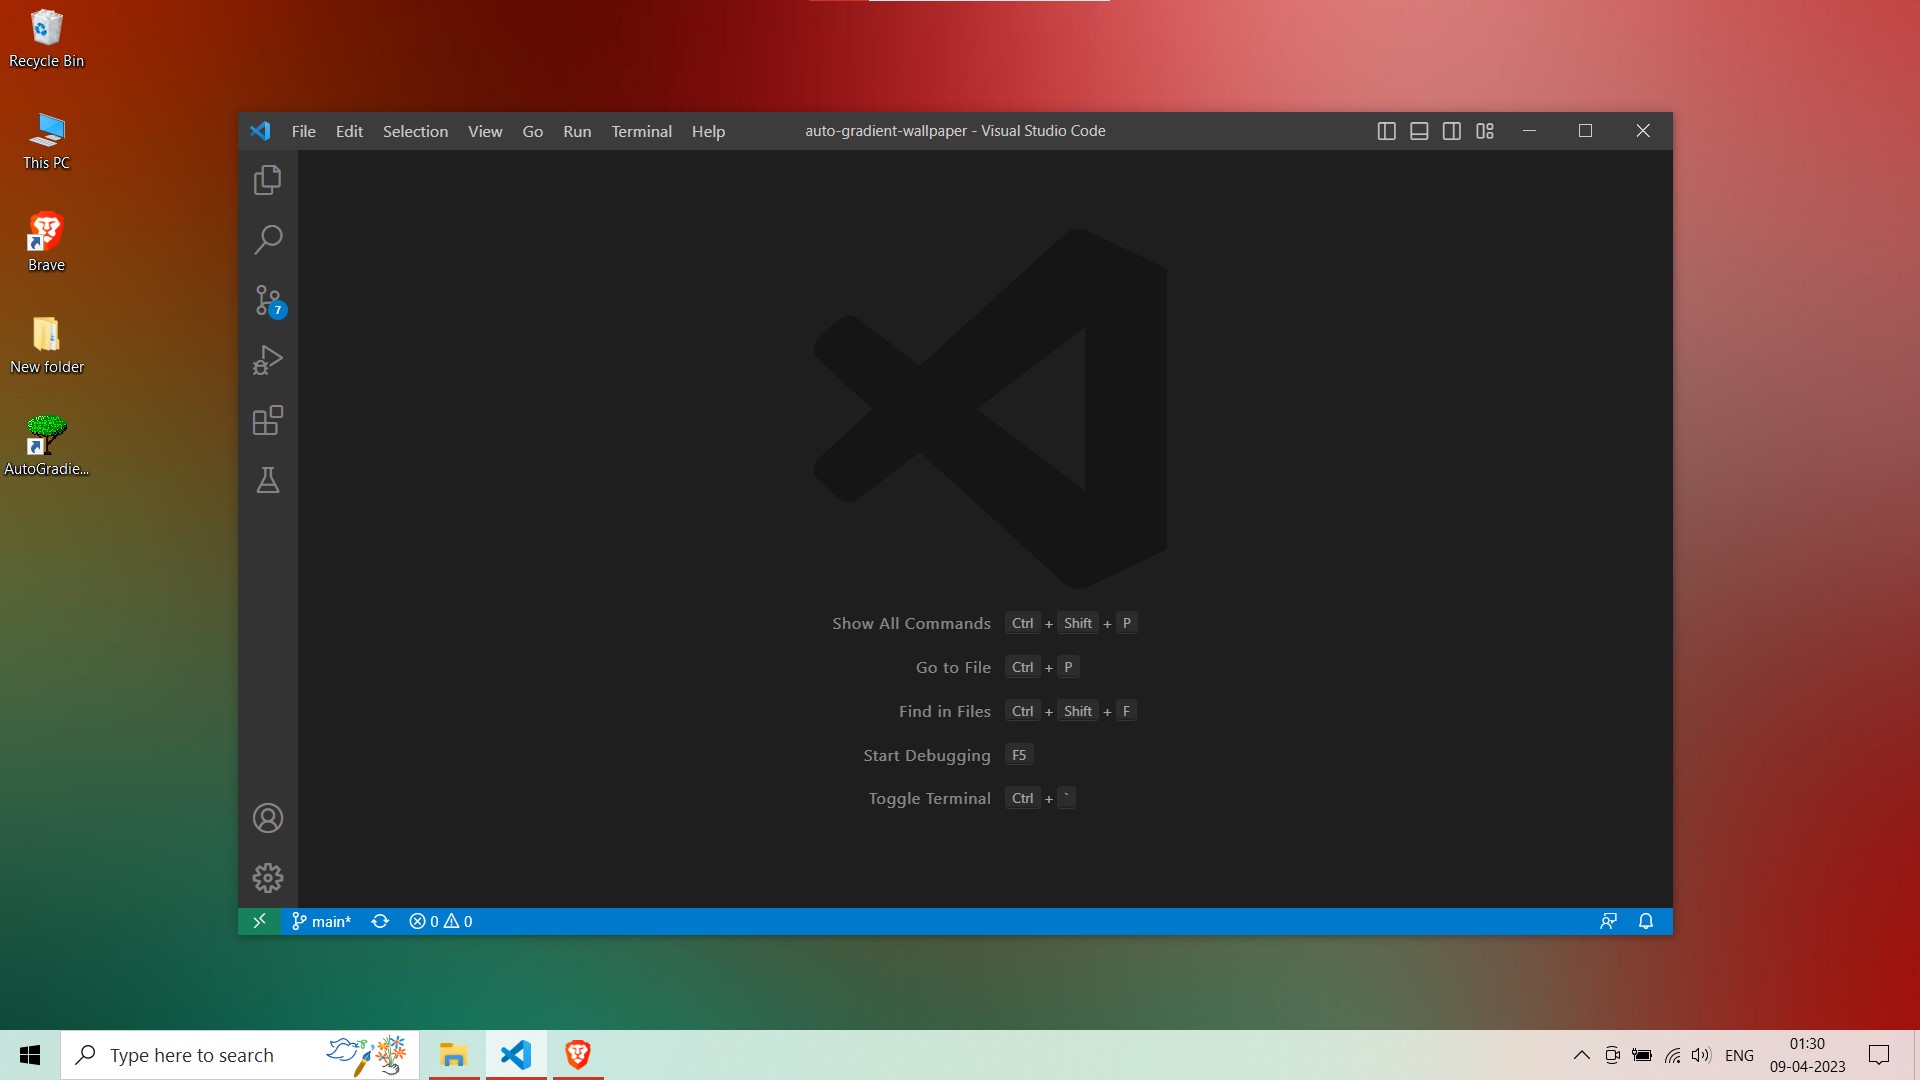 Recycle Bin
This PC
Brave
New folder
AutoGradie...
File Edit Selection View Go Run Terminal Help
auto-gradient-wallpaper - Visual Studio Code
7
Show All Commands Ctrl + Shift + P
Go to File Ctrl + P
Find in Files Ctrl + Shift + F
Start Debugging F5
Toggle Terminal Ctrl + `
main* 0 0
Type here to search
ENG
01:30
09-04-2023